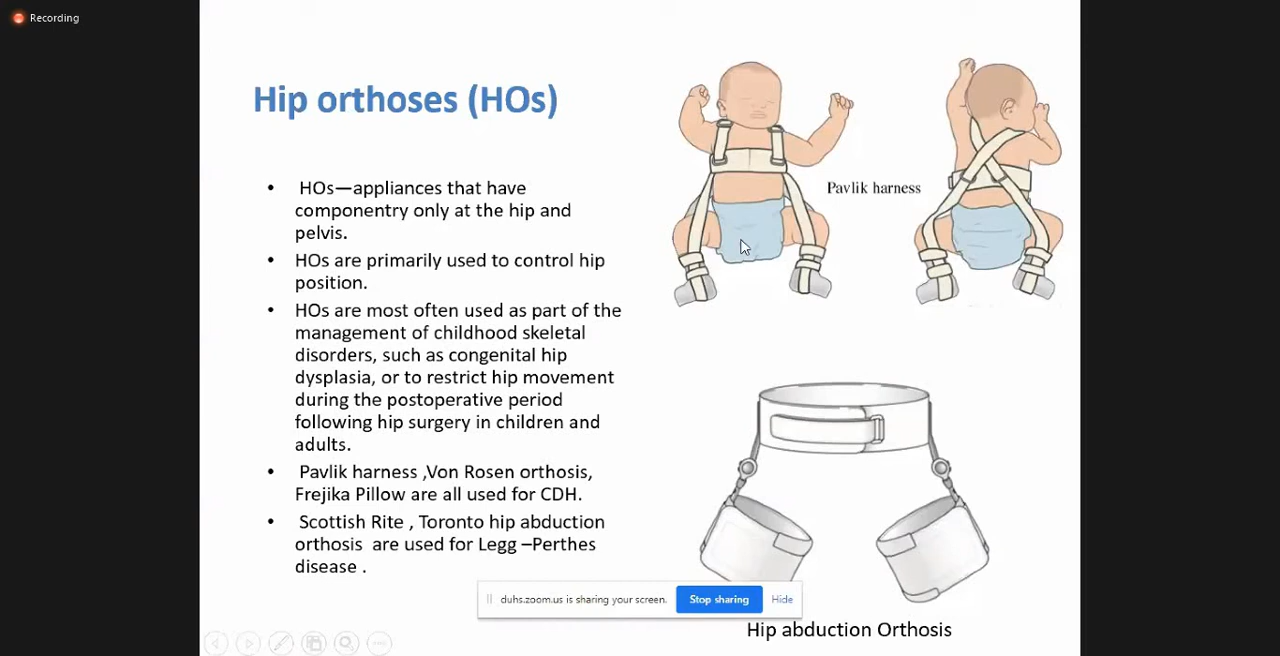 Recording
Hip orthoses (HOs)
• HOs—appliances that have
componentry only at the hip and
pelvis.
• HOs are primarily used to control hip
position.
• HOs are most often used as part of the
management of childhood skeletal
disorders, such as congenital hip
dysplasia, or to restrict hip movement
during the postoperative period
following hip surgery in children and
adults.
• Pavlik harness ,Von Rosen orthosis,
Frejika Pillow are all used for CDH.
• Scottish Rite , Toronto hip abduction
orthosis are used for Legg –Perthes
disease .
Pavlik harness
Hip abduction Orthosis
duhs.zoom.us is sharing your screen.
Stop sharing
Hide